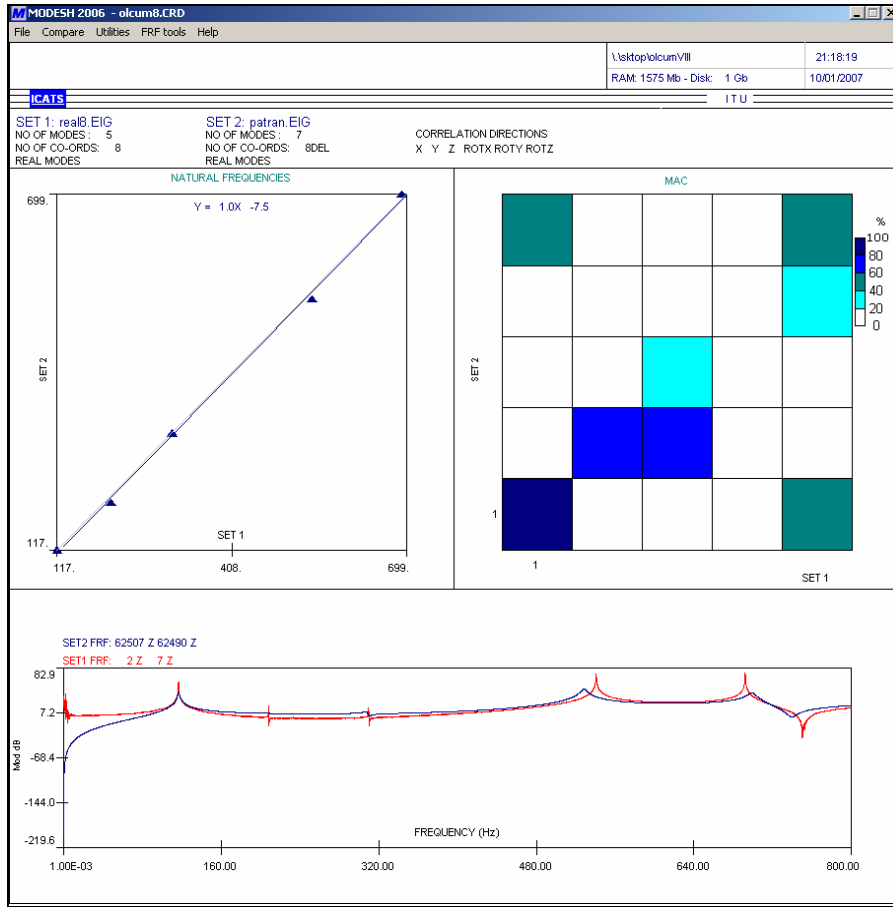 MODESH 2006 - olcum8.CRD
File Compare Utilities FRF tools Help
\.\sktop\olcumVIII 21:18:19
RAM: 1575 Mb - Disk: 1 Gb 10/01/2007
ICATS I T U
SET 1: real8.EIG SET 2: patran.EIG
NO OF MODES : 5 NO OF MODES : 7 CORRELATION DIRECTIONS
NO OF CO-ORDS: 8 NO OF CO-ORDS: 8DEL X Y Z ROTX ROTY ROTZ
REAL MODES REAL MODES
NATURAL FREQUENCIES
699.
Y = 1.0X -7.5
SET 2
117.
SET 1
117. 408. 699.
MAC
%
100
80
60
40
20
0
SET 2
1
1
SET 1
SET2 FRF: 62507 Z 62490 Z
SET1 FRF: 2 Z 7 Z
82.9
7.2
Mod dB
-68.4
-144.0
-219.6
FREQUENCY (Hz)
1.00E-03 160.00 320.00 480.00 640.00 800.00